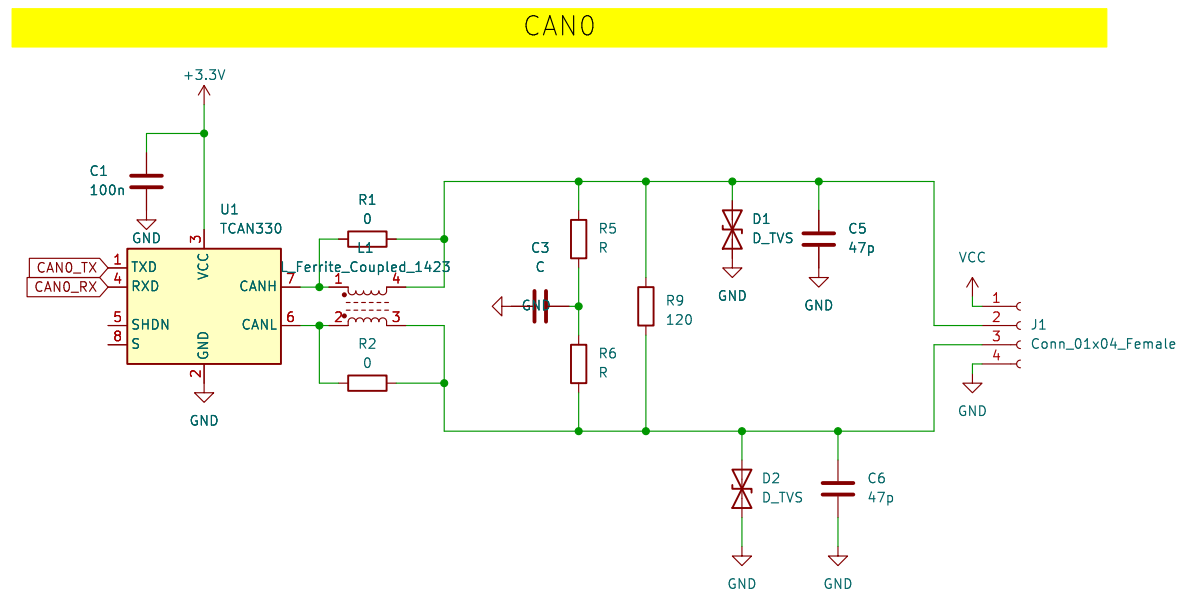 CAN0
+3.3V
C1
100n
GND
U1
TCAN330
CAN0_TX
CAN0_RX
1
TXD
4
RXD
5
SHDN
8
S
3
VCC
GND
2
GND
CANH
7
CANL
6
R1
0
L1
L_Ferrite_Coupled_1423
1
4
2
3
R2
0
C3
C
GND
R5
R
R6
R
R9
120
D1
D_TVS
GND
C5
47p
GND
D2
D_TVS
GND
C6
47p
GND
VCC
1
2
3
4
J1
Conn_01x04_Female
GND